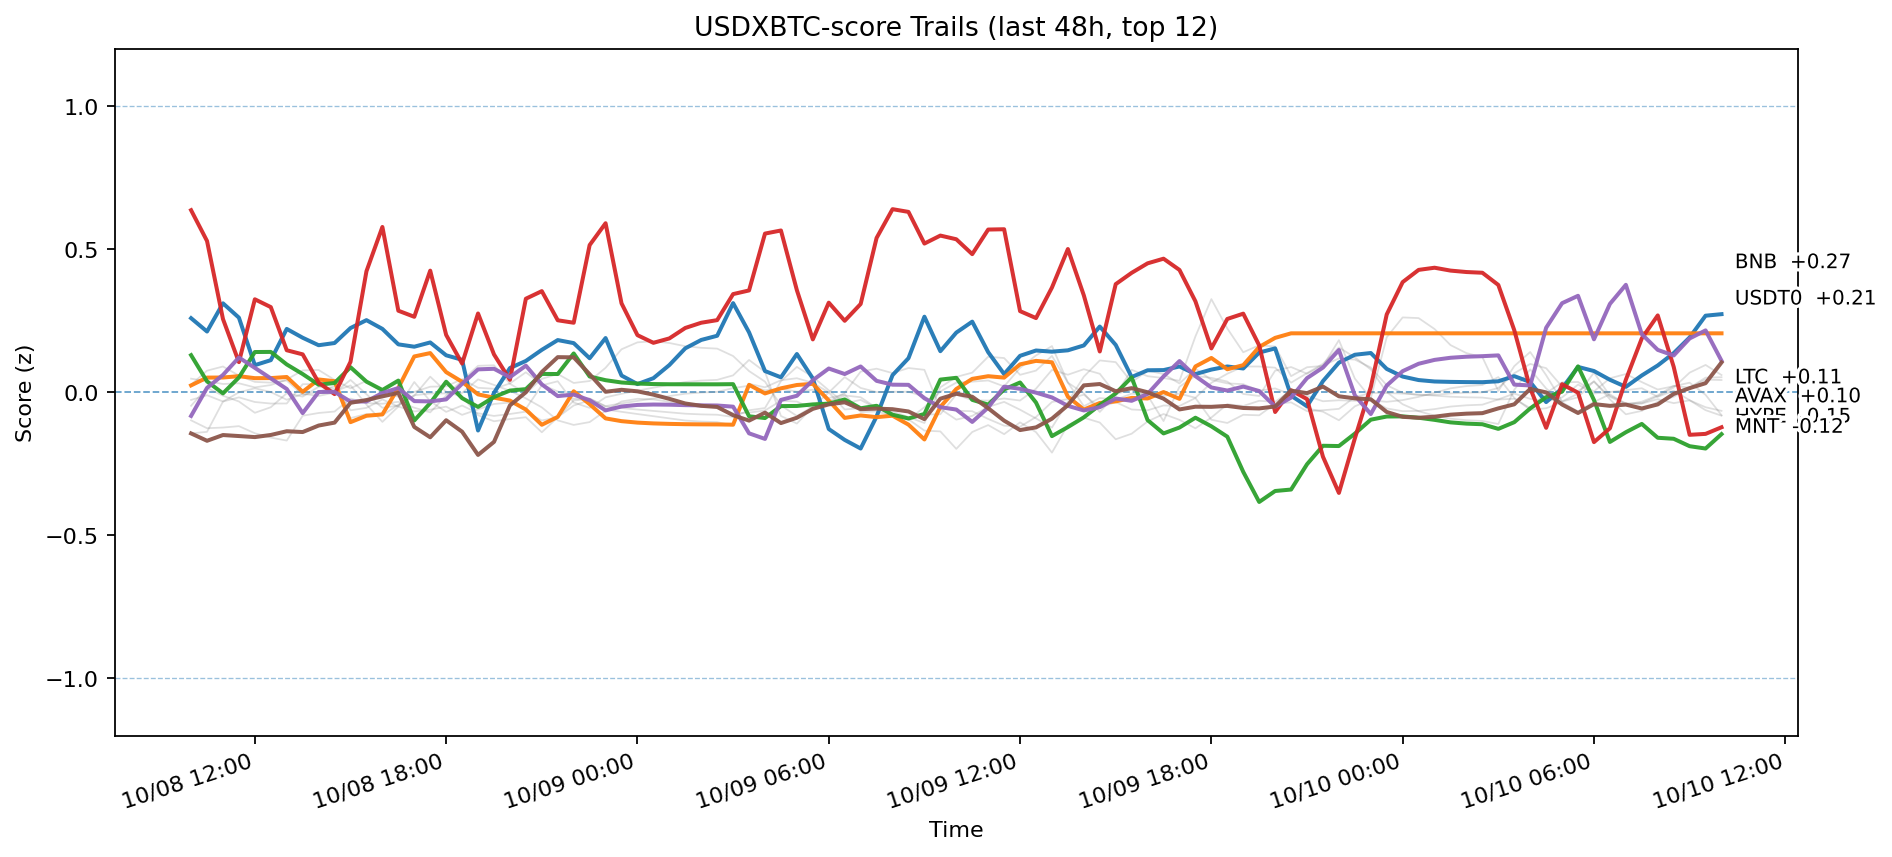 USDXBTC-score Trails (last 48h, top 12)
Score (z)
1.0
0.5
0.0
−0.5
−1.0
BNB +0.27
USDT0 +0.21
LTC +0.11
AVAX +0.10
HYPE -0.15
MNT -0.12
10/08 12:00
10/08 18:00
10/09 00:00
10/09 06:00
10/09 12:00
10/09 18:00
10/10 00:00
10/10 06:00
10/10 12:00
Time